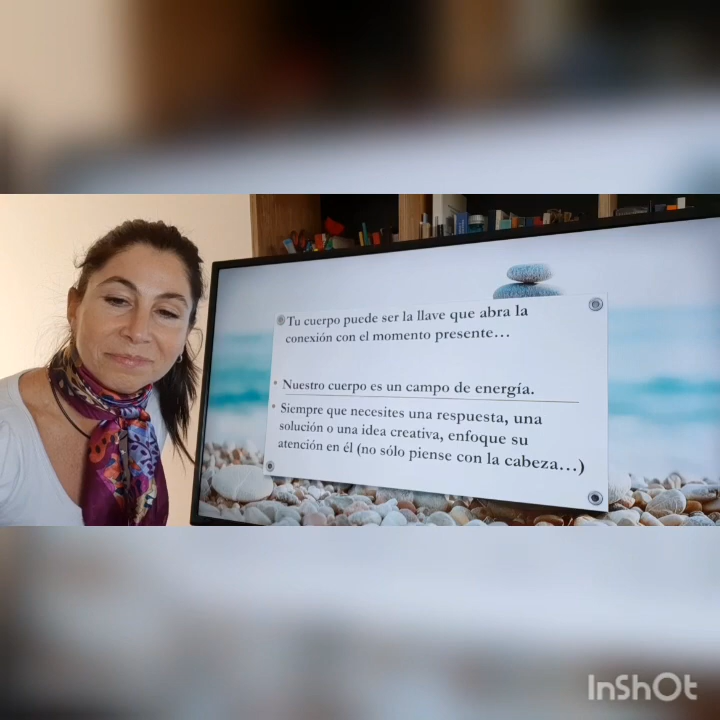 Tu cuerpo puede ser la llave que abra la
conexión con el momento presente...
Nuestro cuerpo es un campo de energía.
Siempre que necesites una respuesta, una
solución o una idea creativa, enfoque su
atención en él (no sólo piense con la cabeza...)
InShOt